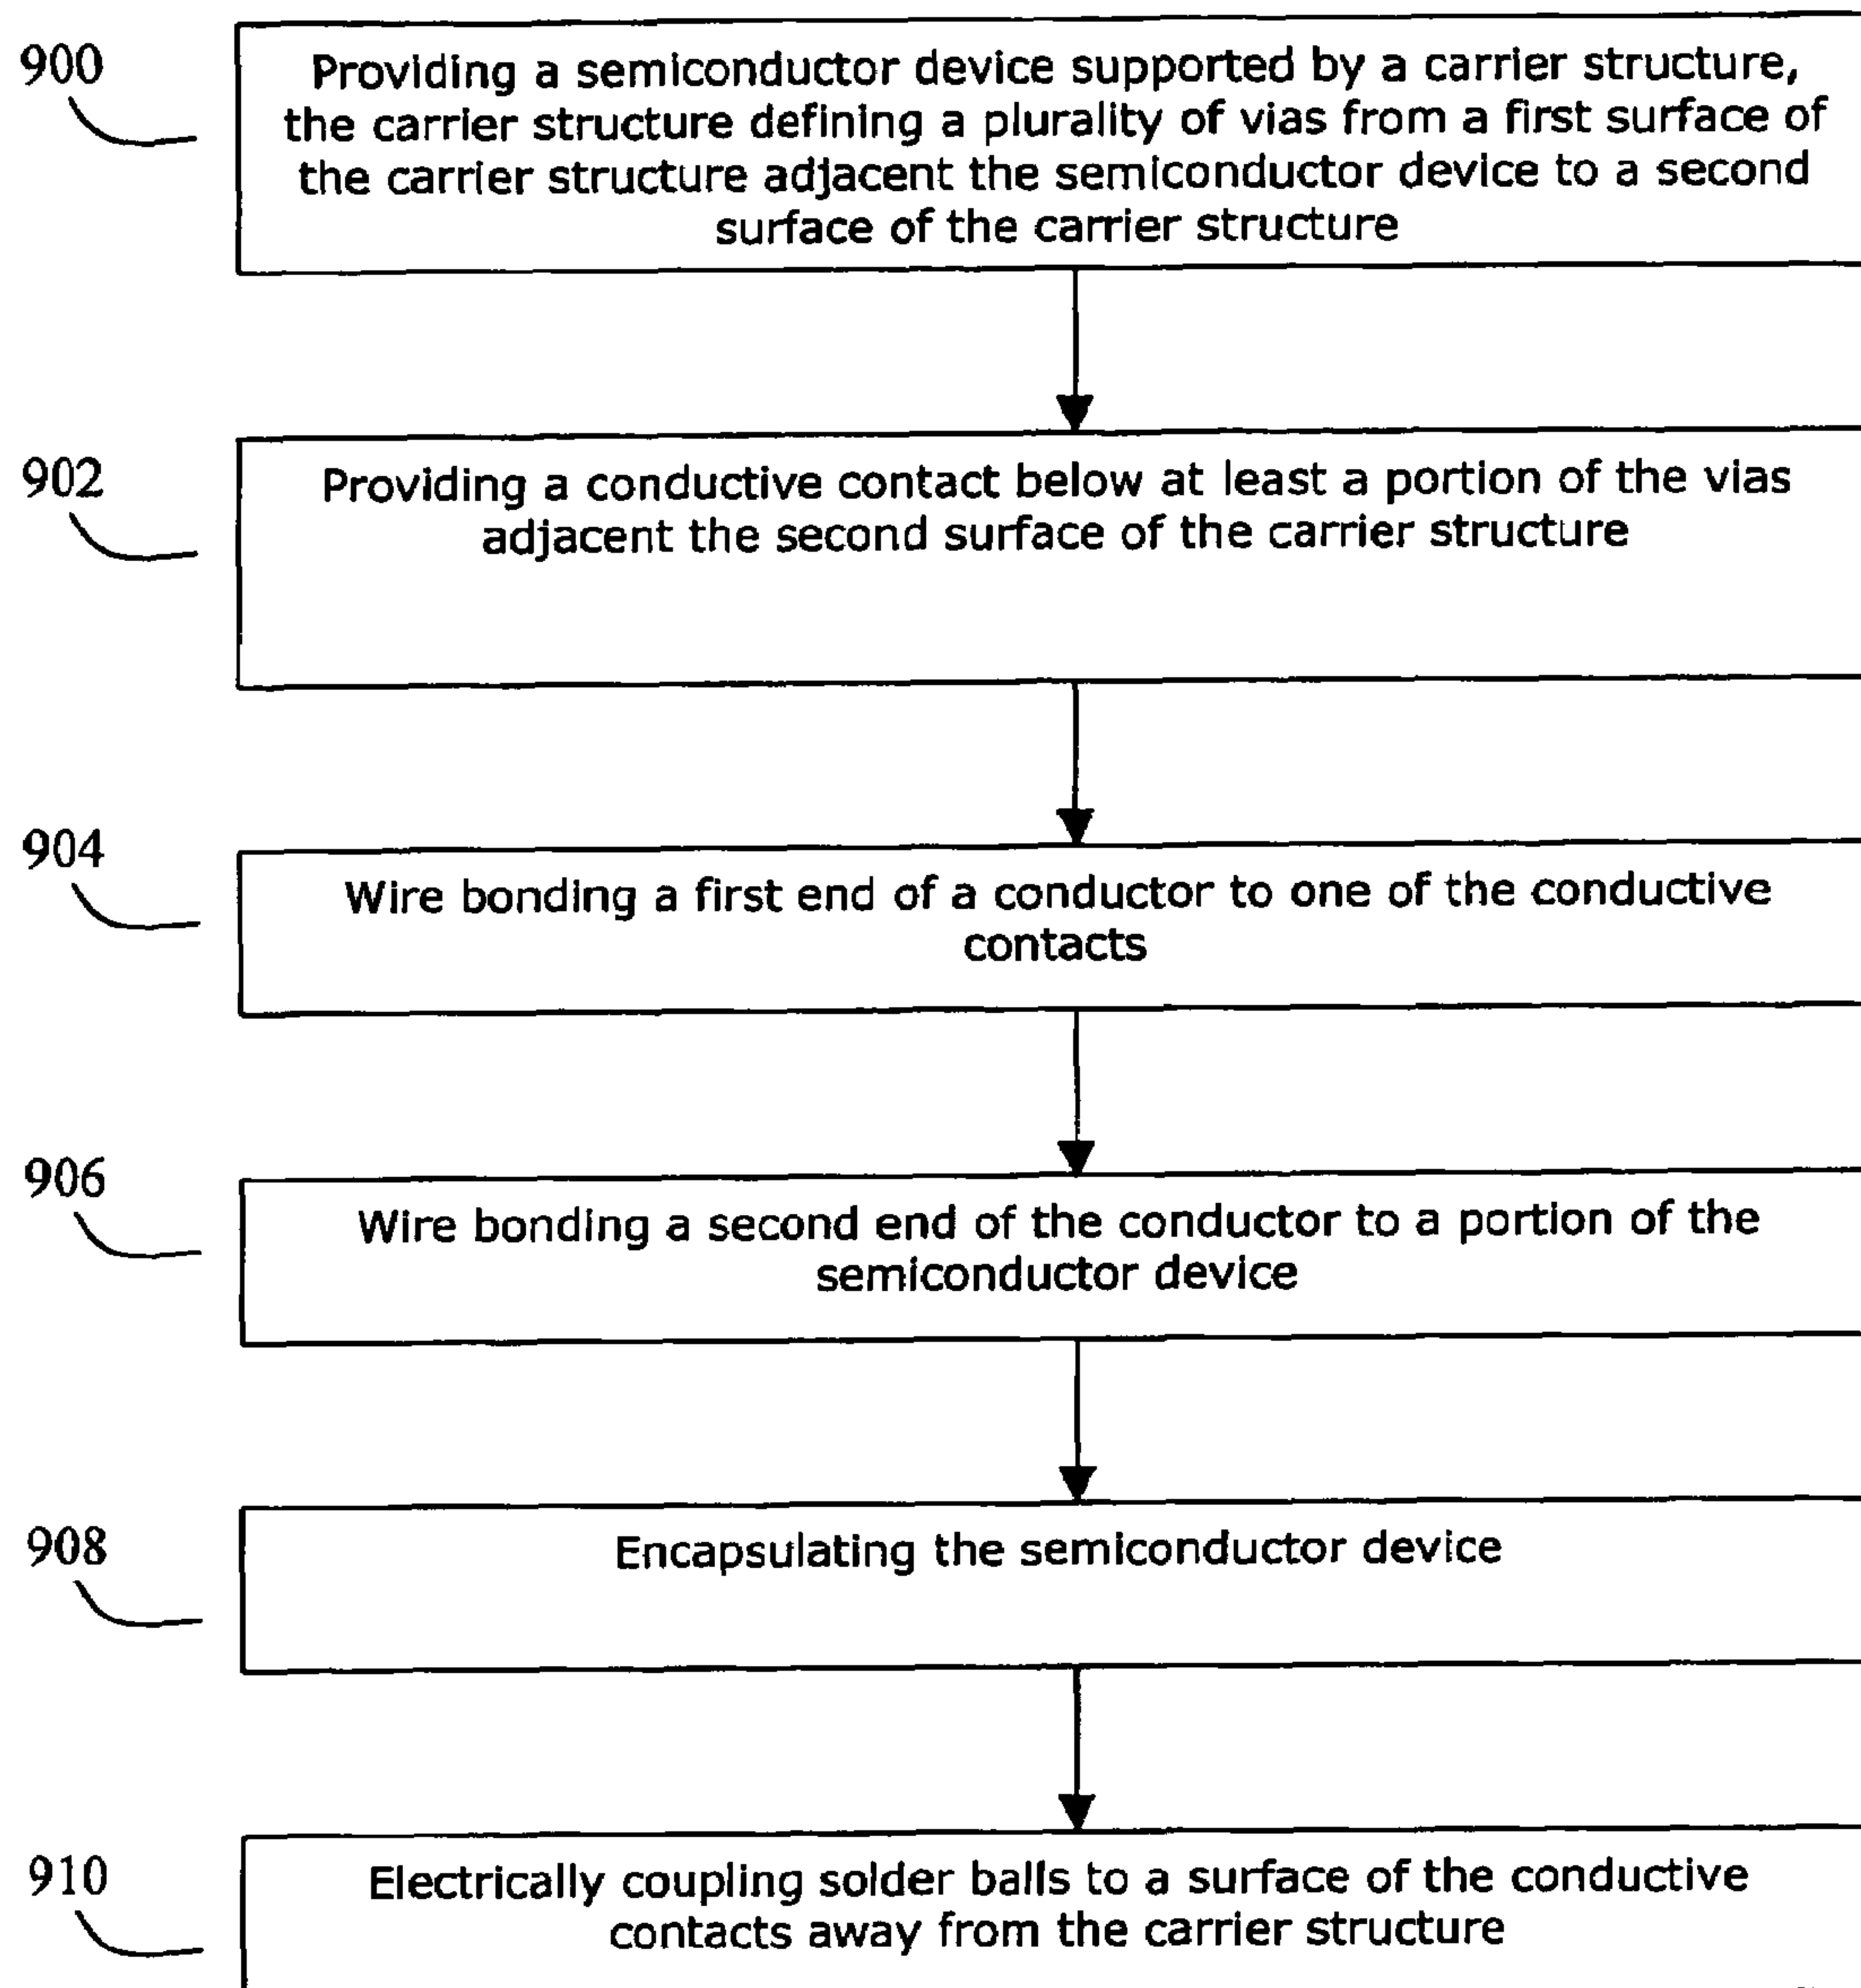 900
Providing a semiconductor device supported by a carrier structure,
the carrier structure defining a plurality of vias from a first surface of
the carrier structure adjacent the semiconductor device to a second
surface of the carrier structure
902
Providing a conductive contact below at least a portion of the vias
adjacent the second surface of the carrier structure
904
Wire bonding a first end of a conductor to one of the conductive
contacts
906
Wire bonding a second end of the conductor to a portion of the
semiconductor device
908
Encapsulating the semiconductor device
910
Electrically coupling solder balls to a surface of the conductive
contacts away from the carrier structure